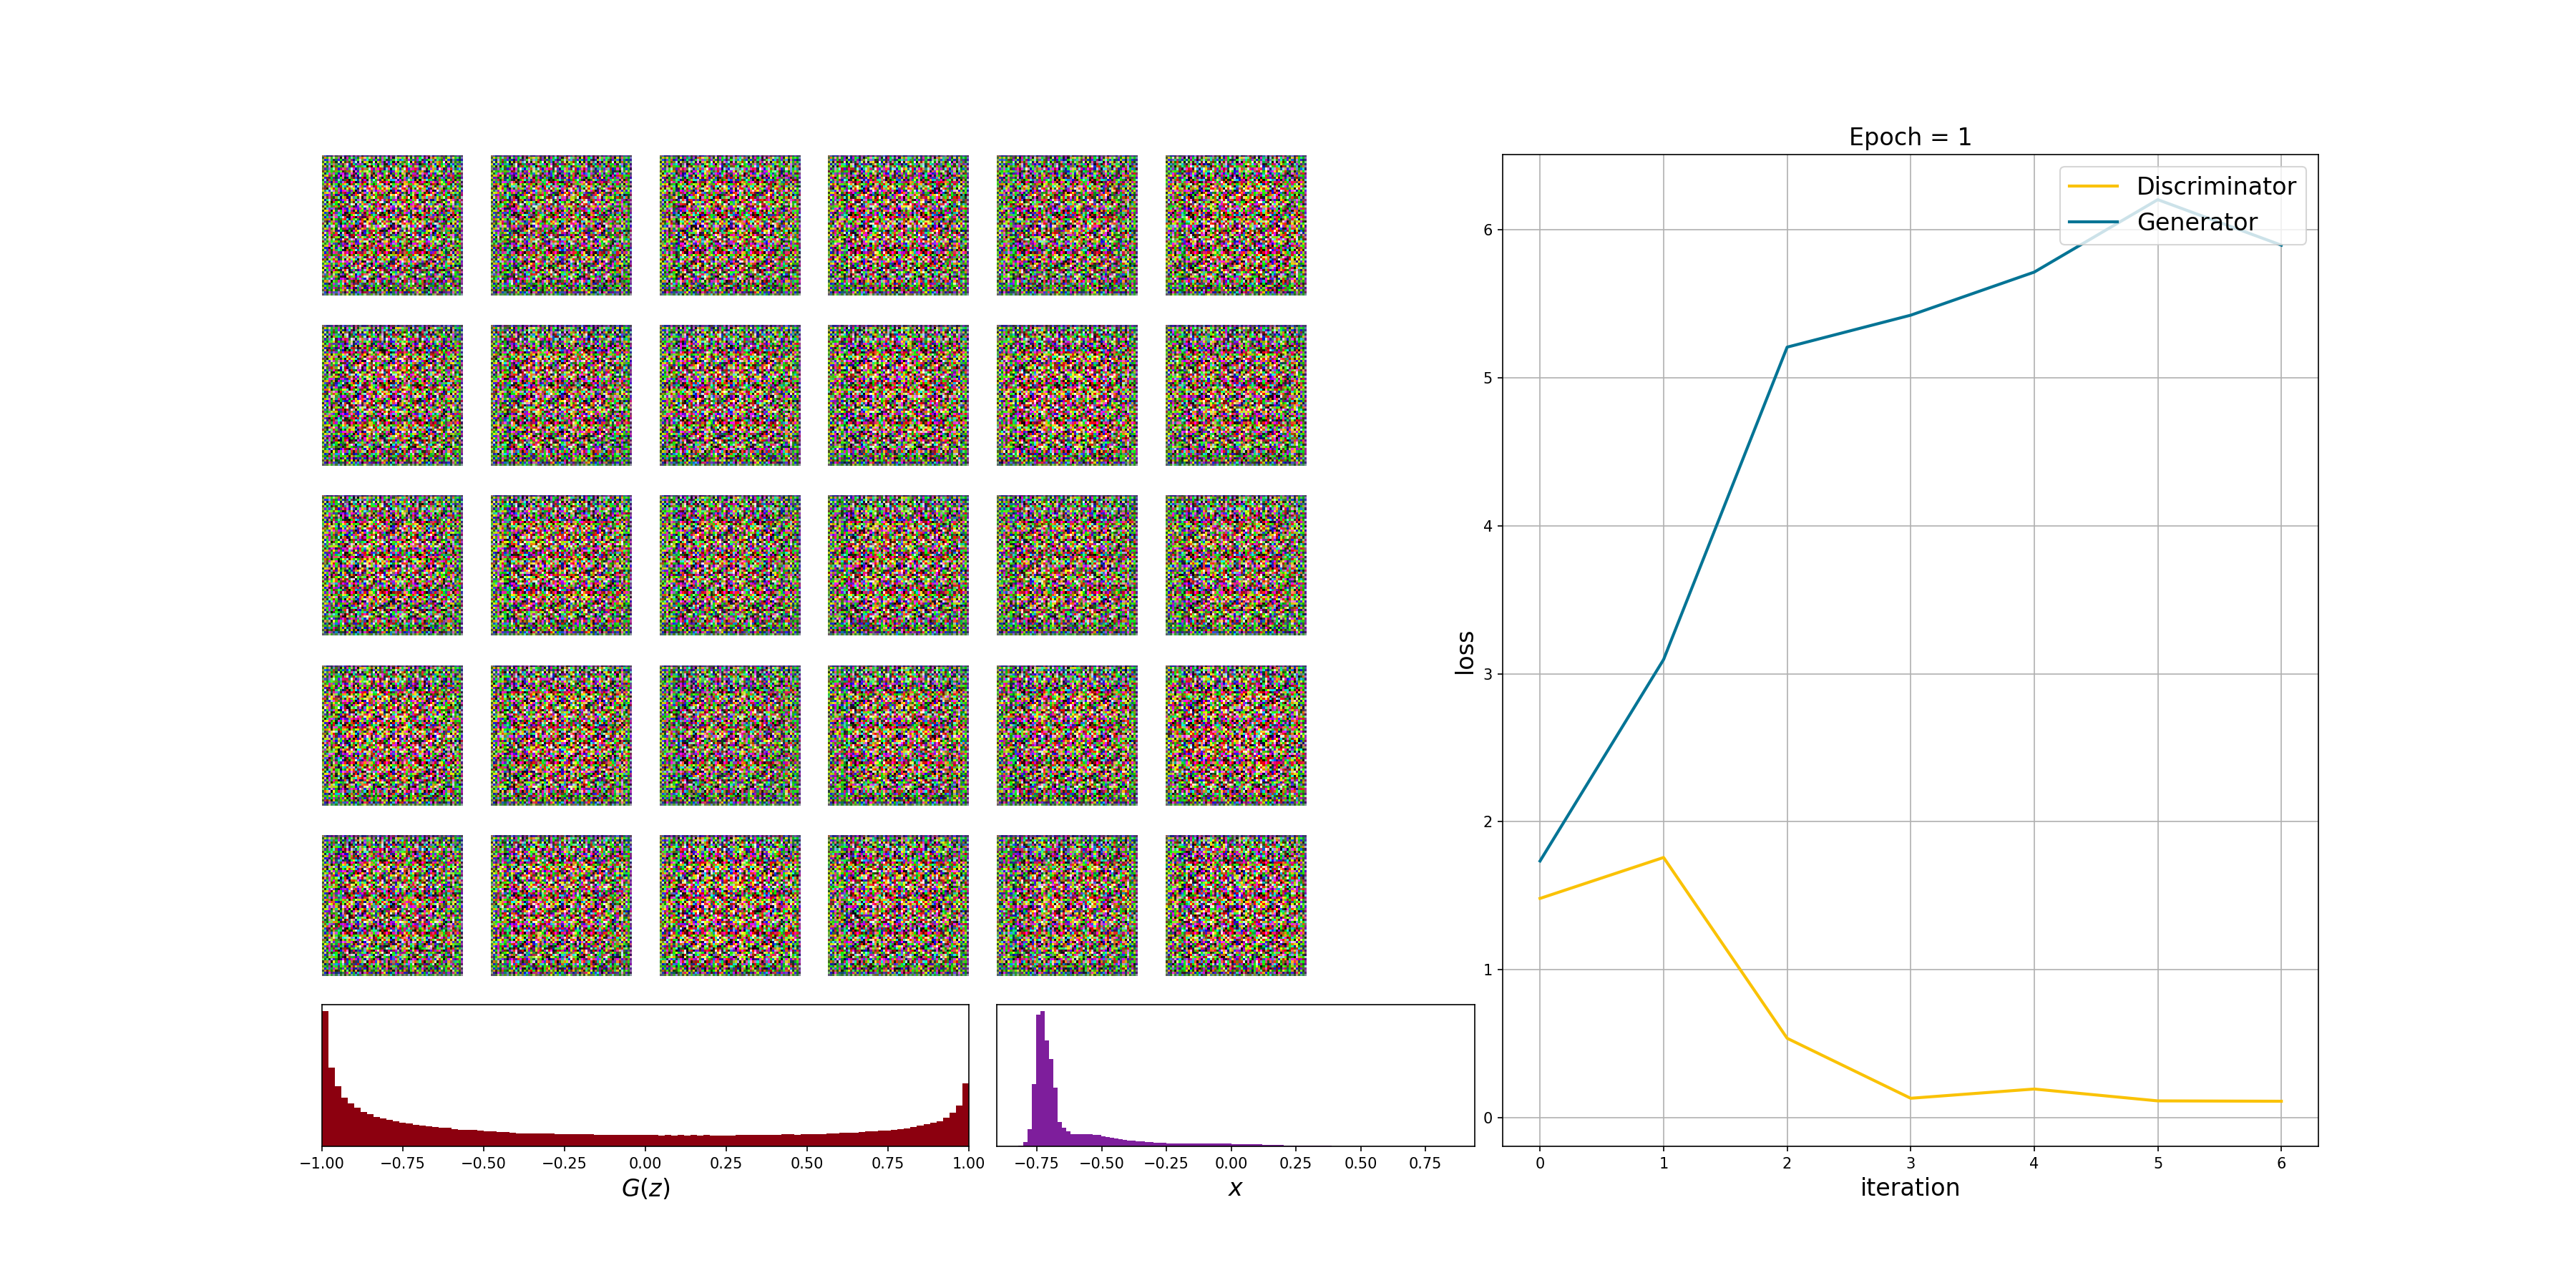 Epoch = 1
Discriminator
Generator
6
5
4
3
2
1
0
loss
0 1 2 3 4 5 6
iteration
−1.00 −0.75 −0.50 −0.25 0.00 0.25 0.50 0.75 1.00
G(z)
−0.75 −0.50 −0.25 0.00 0.25 0.50 0.75
x